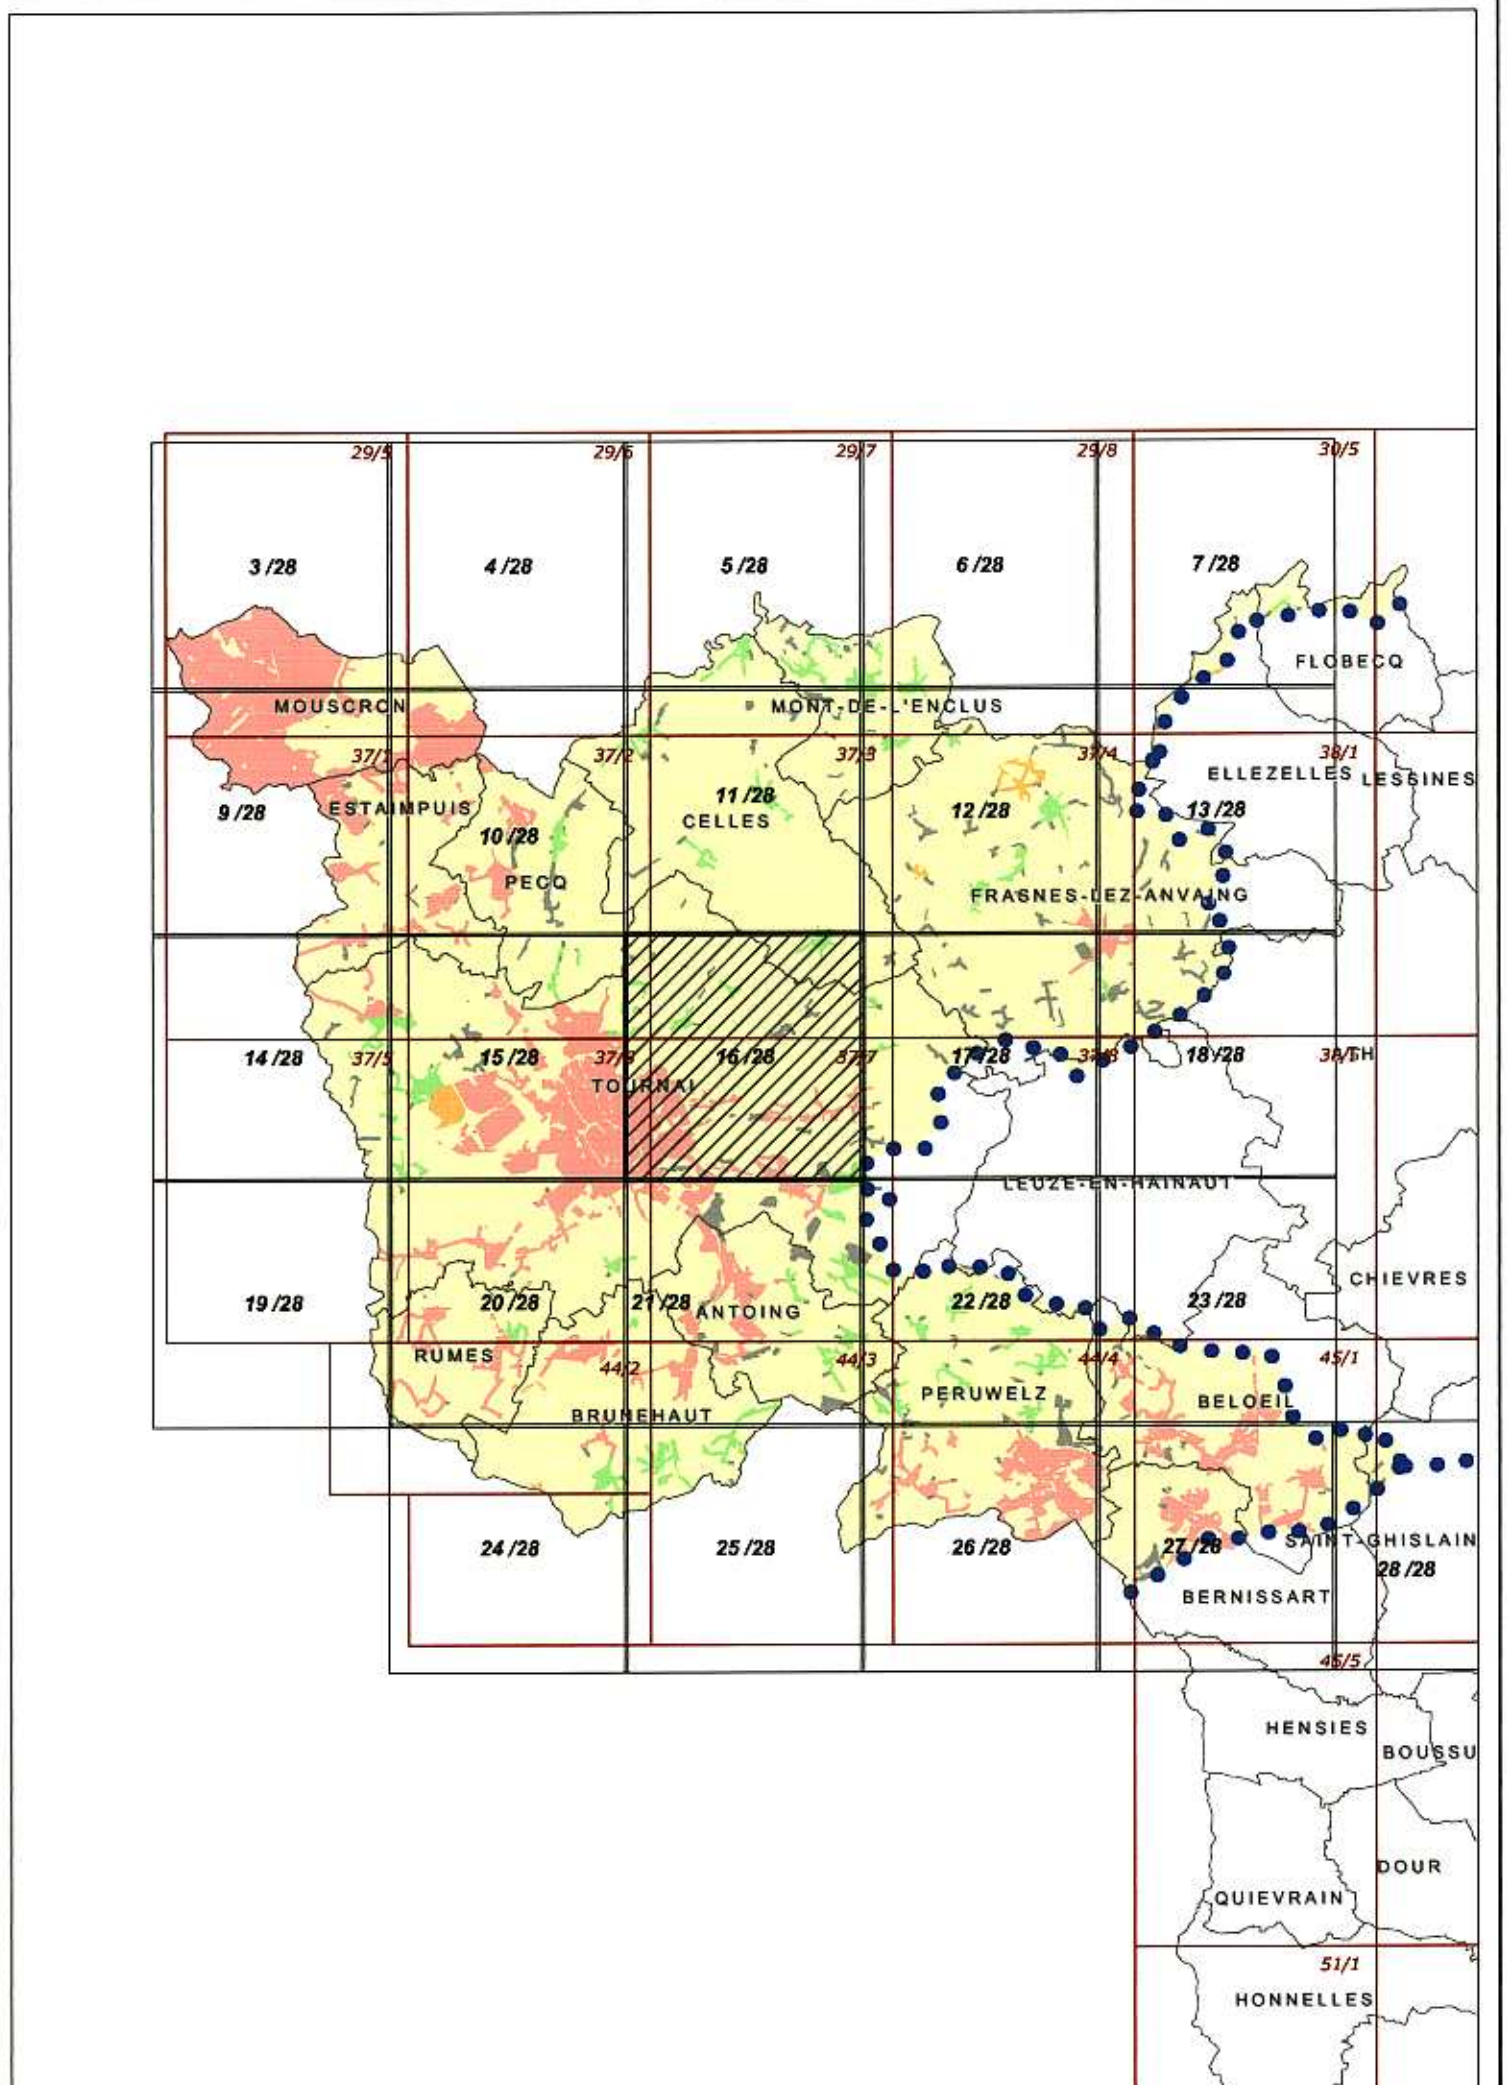 29/5 29/6 29/7 29/8 30/5
3 /28 4 /28 5 /28 6 /28 7 /28
FLOBECQ
MOUSCRON MONT-DE-L'ENCLUS
37/1 37/2 37/3 37/4 38/1
ELLEZELLES LESSINES
9 /28 ESTAIMPUIS 10 /28 11 /28 12 /28 13 /28
CELLES
PECQ FRASNES-LEZ-ANVAING
14 /28 37/5 15 /28 16 /28 37/7 17 /28 18 /28
TOURNAI
LEUZE-EN-HAINAUT
CHIEVRES
19 /28 20 /28 21 /28 ANTOING 22 /28 23 /28
RUMES 44/2 44/3 44/4 45/1
BRUNEHAUT PERUWELZ BELOEIL
24 /28 25 /28 26 /28 27 /28 SAINT-GHISLAIN
28 /28
BERNISSART
45/5
HENSIES
BOUSSU
DOUR
QUIEVRAIN
51/1
HONNELLES